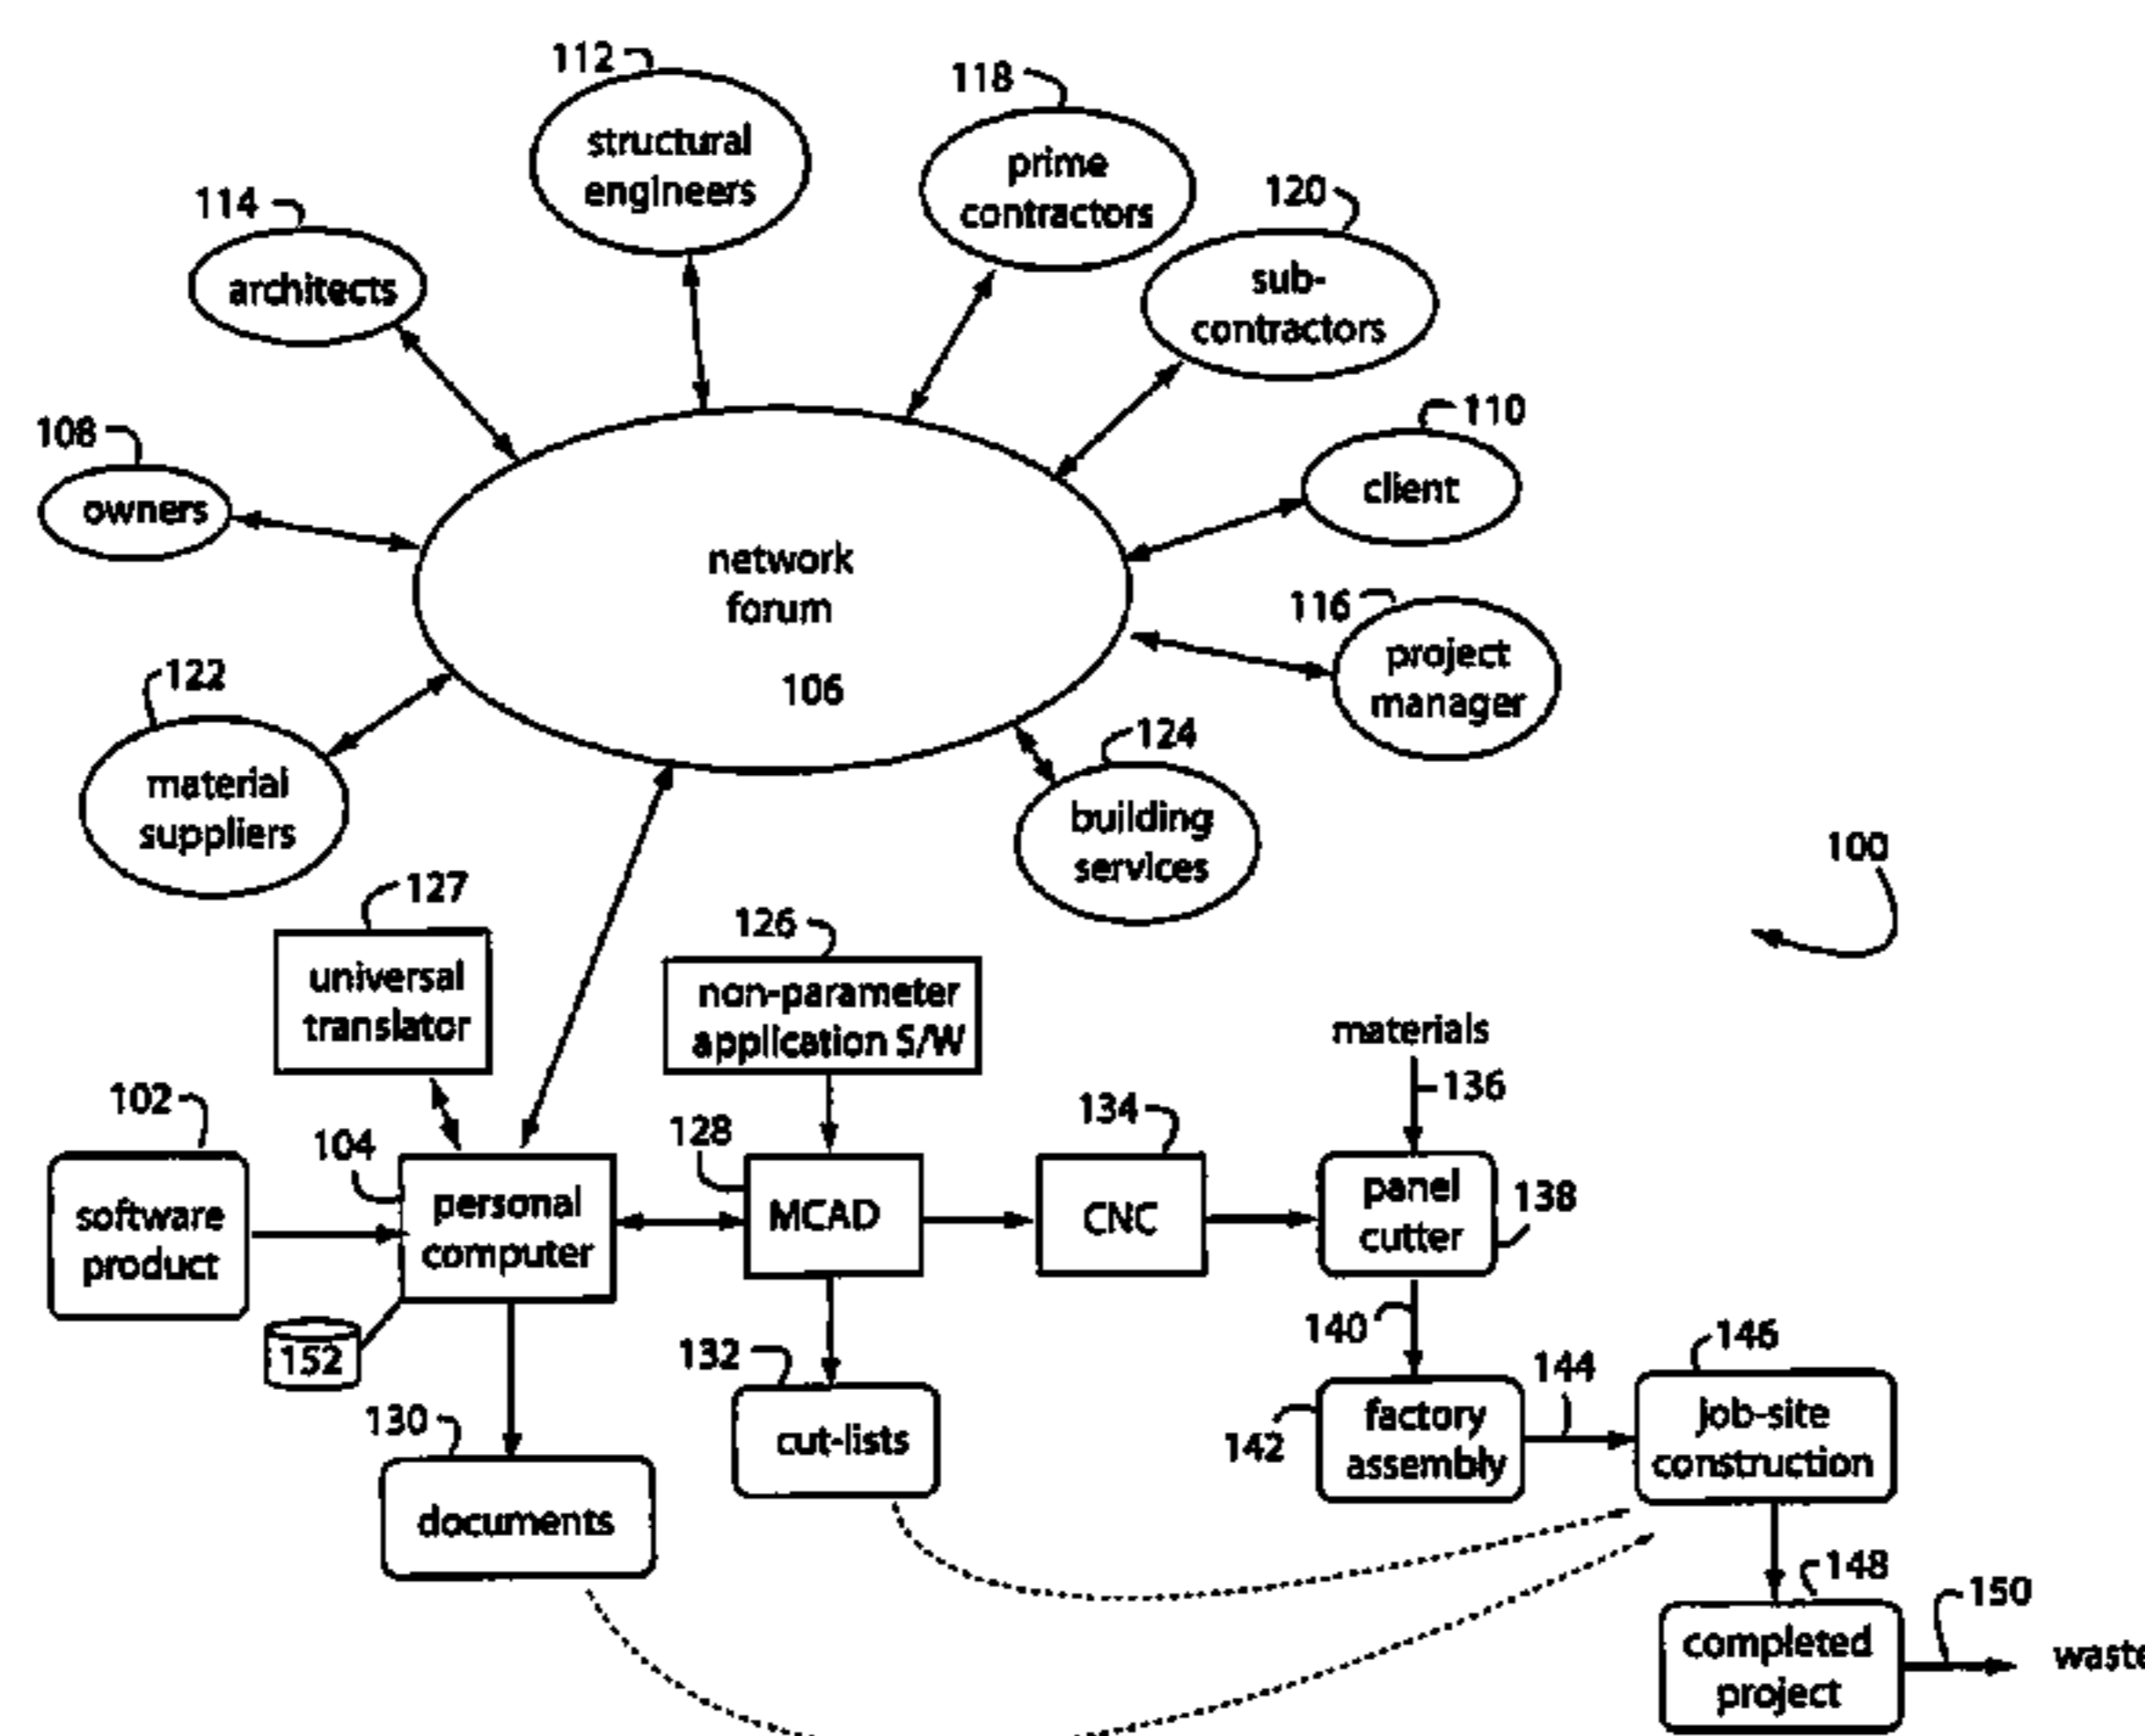 112
structural
engineers
118
prime
contractors
120
sub-
contractors
114
architects
110
client
108
owners
network
forum
106
116
project
manager
122
material
suppliers
124
building
services
100
127
universal
translator
126
non-parameter
application S/W
materials
136
102
software
product
104
personal
computer
128
MCAD
134
CNC
panel
cutter
138
152
140
132
cut-lists
130
documents
142
factory
assembly
144
146
job-site
construction
148
completed
project
150
waste